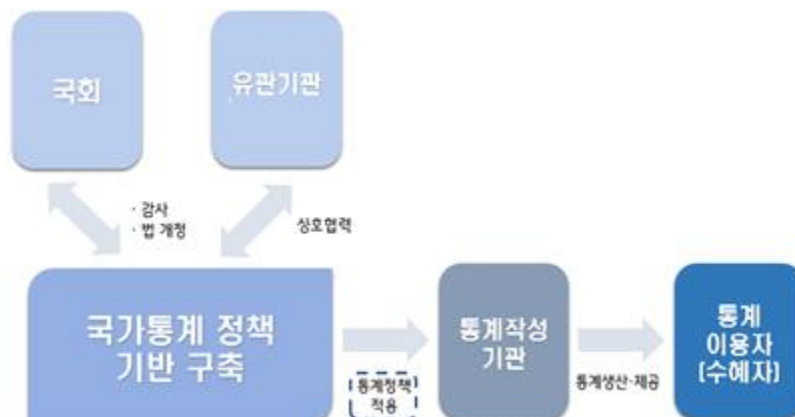 국회
유관기관
· 감사
· 법 개정
상호협력
국가통계 정책
기반 구축
통계정책
적용
통계작성
기관
통계생산·제공
통계
이용자
(수혜자)